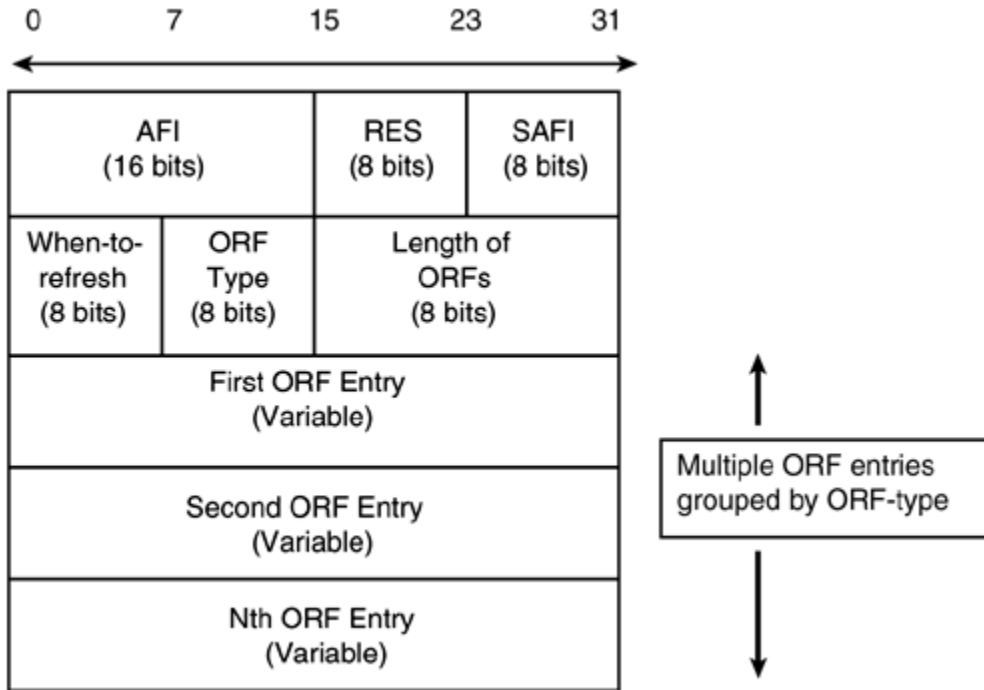 0 7 15 23 31
AFI
(16 bits)
RES
(8 bits)
SAFI
(8 bits)
When-to-
refresh
(8 bits)
ORF
Type
(8 bits)
Length of
ORFs
(8 bits)
First ORF Entry
(Variable)
Second ORF Entry
(Variable)
Nth ORF Entry
(Variable)
Multiple ORF entries
grouped by ORF-type